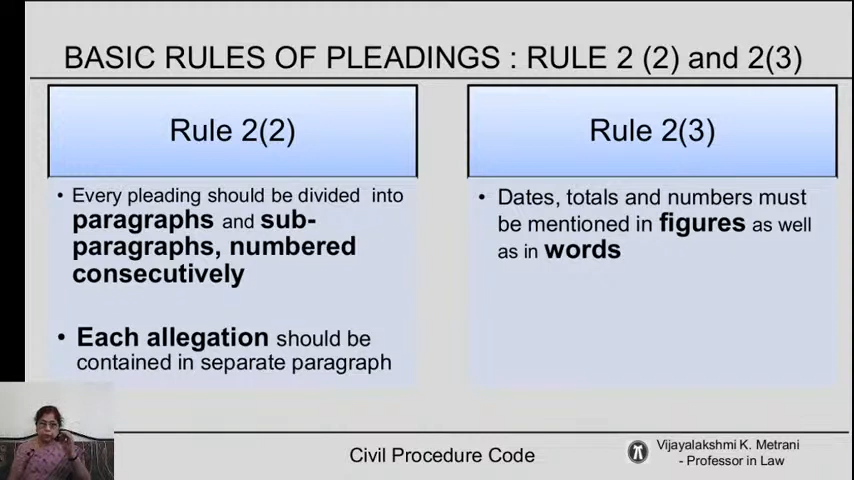 BASIC RULES OF PLEADINGS : RULE 2 (2) and 2(3)
Rule 2(2)
• Every pleading should be divided into
paragraphs and sub-
paragraphs, numbered
consecutively
• Each allegation should be
contained in separate paragraph
Rule 2(3)
• Dates, totals and numbers must
be mentioned in figures as well
as in words
Civil Procedure Code
Vijayalakshmi K. Metrani
- Professor in Law